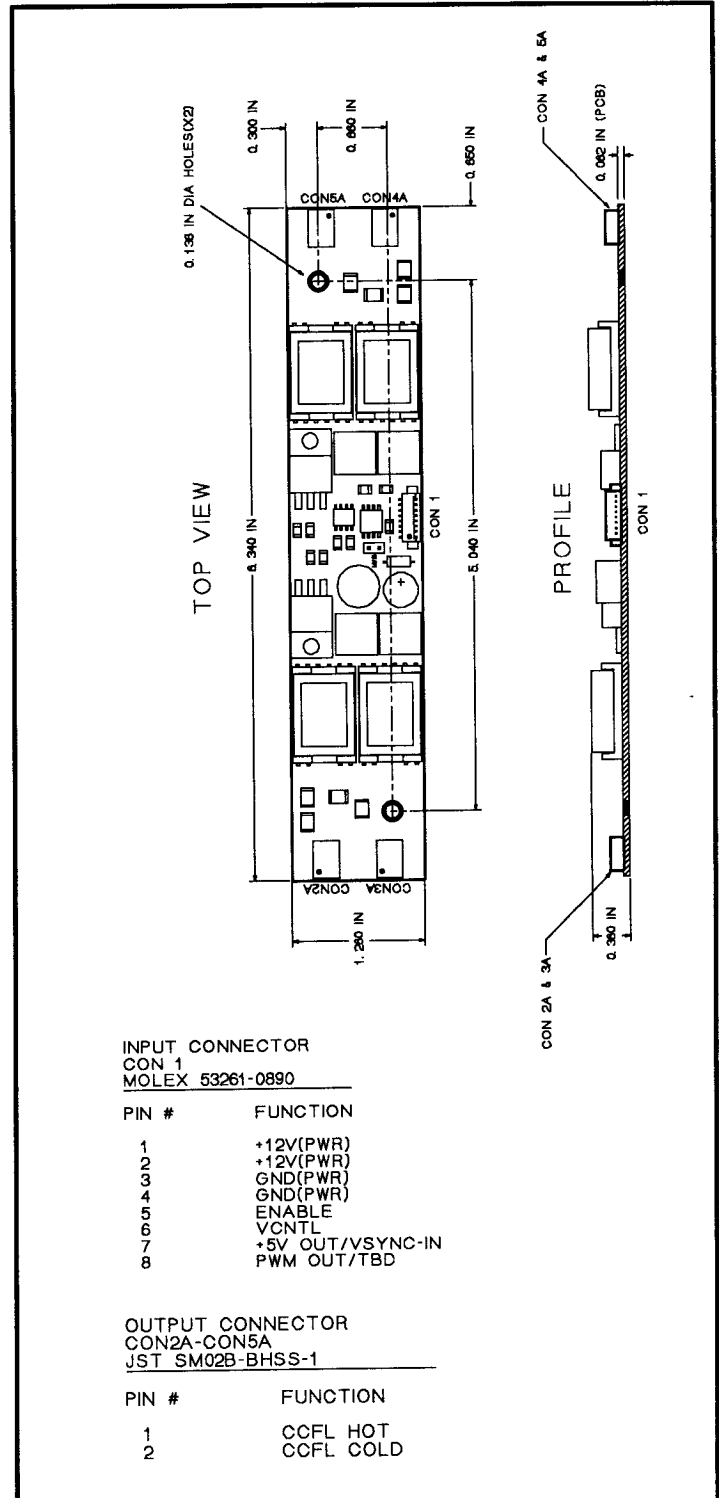 0.136 IN DIA HOLES(X2)
0.300 IN
0.660 IN
0.650 IN
CON5A
CON4A
TOP VIEW
6.340 IN
CON 1
5.040 IN
+
CON2A
CON3A
1.260 IN
CON 4A & 5A
0.062 IN (PCB)
PROFILE
CON 1
CON 2A & 3A
0.360 IN
INPUT CONNECTOR
CON 1
MOLEX 53261-0890
PIN # FUNCTION
1 +12V(PWR)
2 +12V(PWR)
3 GND(PWR)
4 GND(PWR)
5 ENABLE
6 VCNTL
7 +5V OUT/VSYNC-IN
8 PWM OUT/TBD
OUTPUT CONNECTOR
CON2A-CON5A
JST SM02B-BHSS-1
PIN # FUNCTION
1 CCFL HOT
2 CCFL COLD